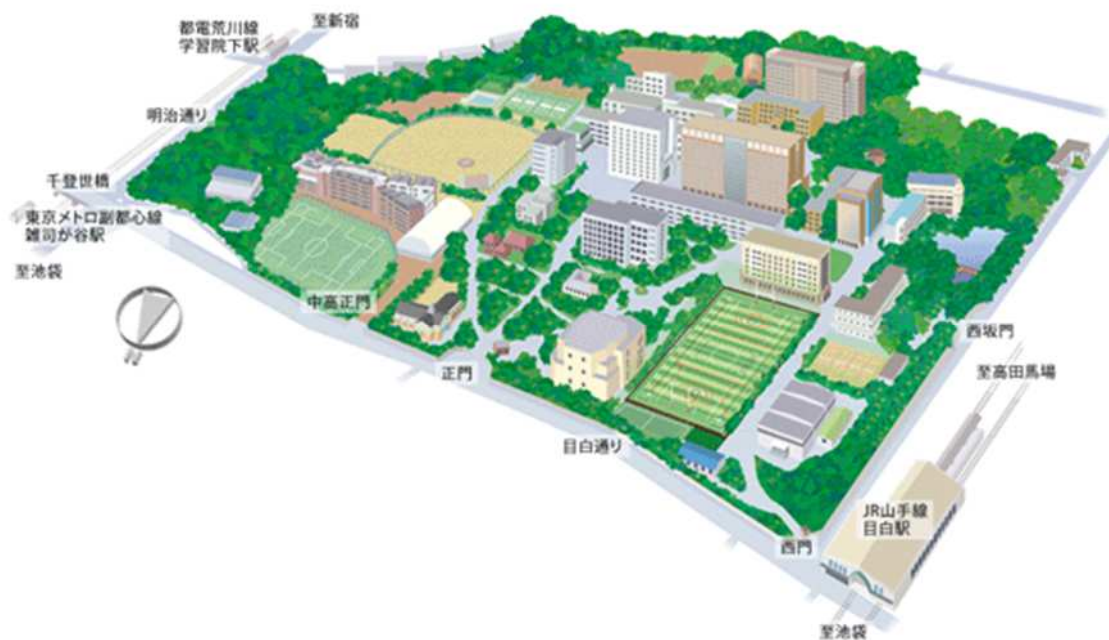 都電荒川線
学習院下駅
至新宿
明治通り
千登世橋
東京メトロ副都心線
雑司が谷駅
至池袋
中高正門
正門
目白通り
西坂門
至高田馬場
JR山手線
目白駅
西門
至池袋